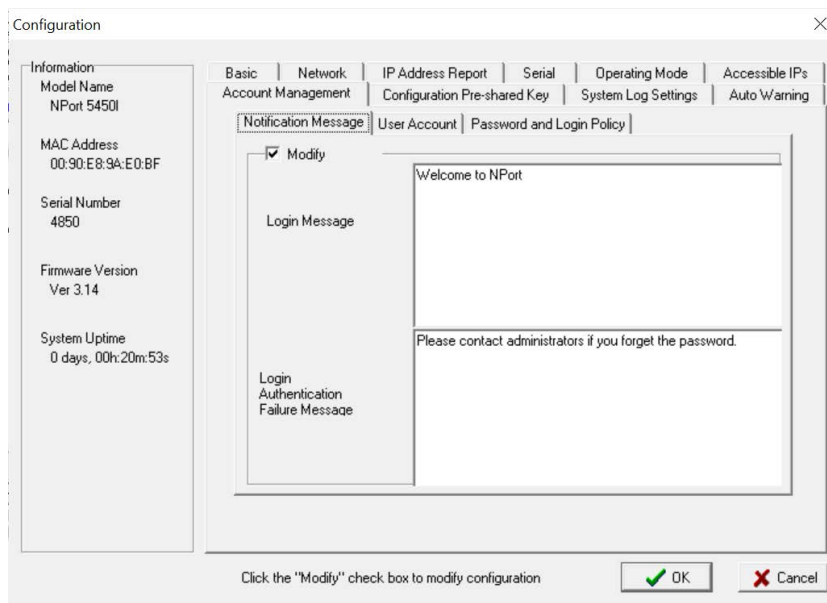 Configuration
Information
Model Name
NPort 5450I
MAC Address
00:90:E8:9A:E0:BF
Serial Number
4850
Firmware Version
Ver 3.14
System Uptime
0 days, 00h:20m:53s
Basic Network IP Address Report Serial Operating Mode Accessible IPs
Account Management Configuration Pre-shared Key System Log Settings Auto Warning
Notification Message User Account Password and Login Policy
Modify
Login Message
Welcome to NPort
Login
Authentication
Failure Message
Please contact administrators if you forget the password.
Click the "Modify" check box to modify configuration
OK Cancel